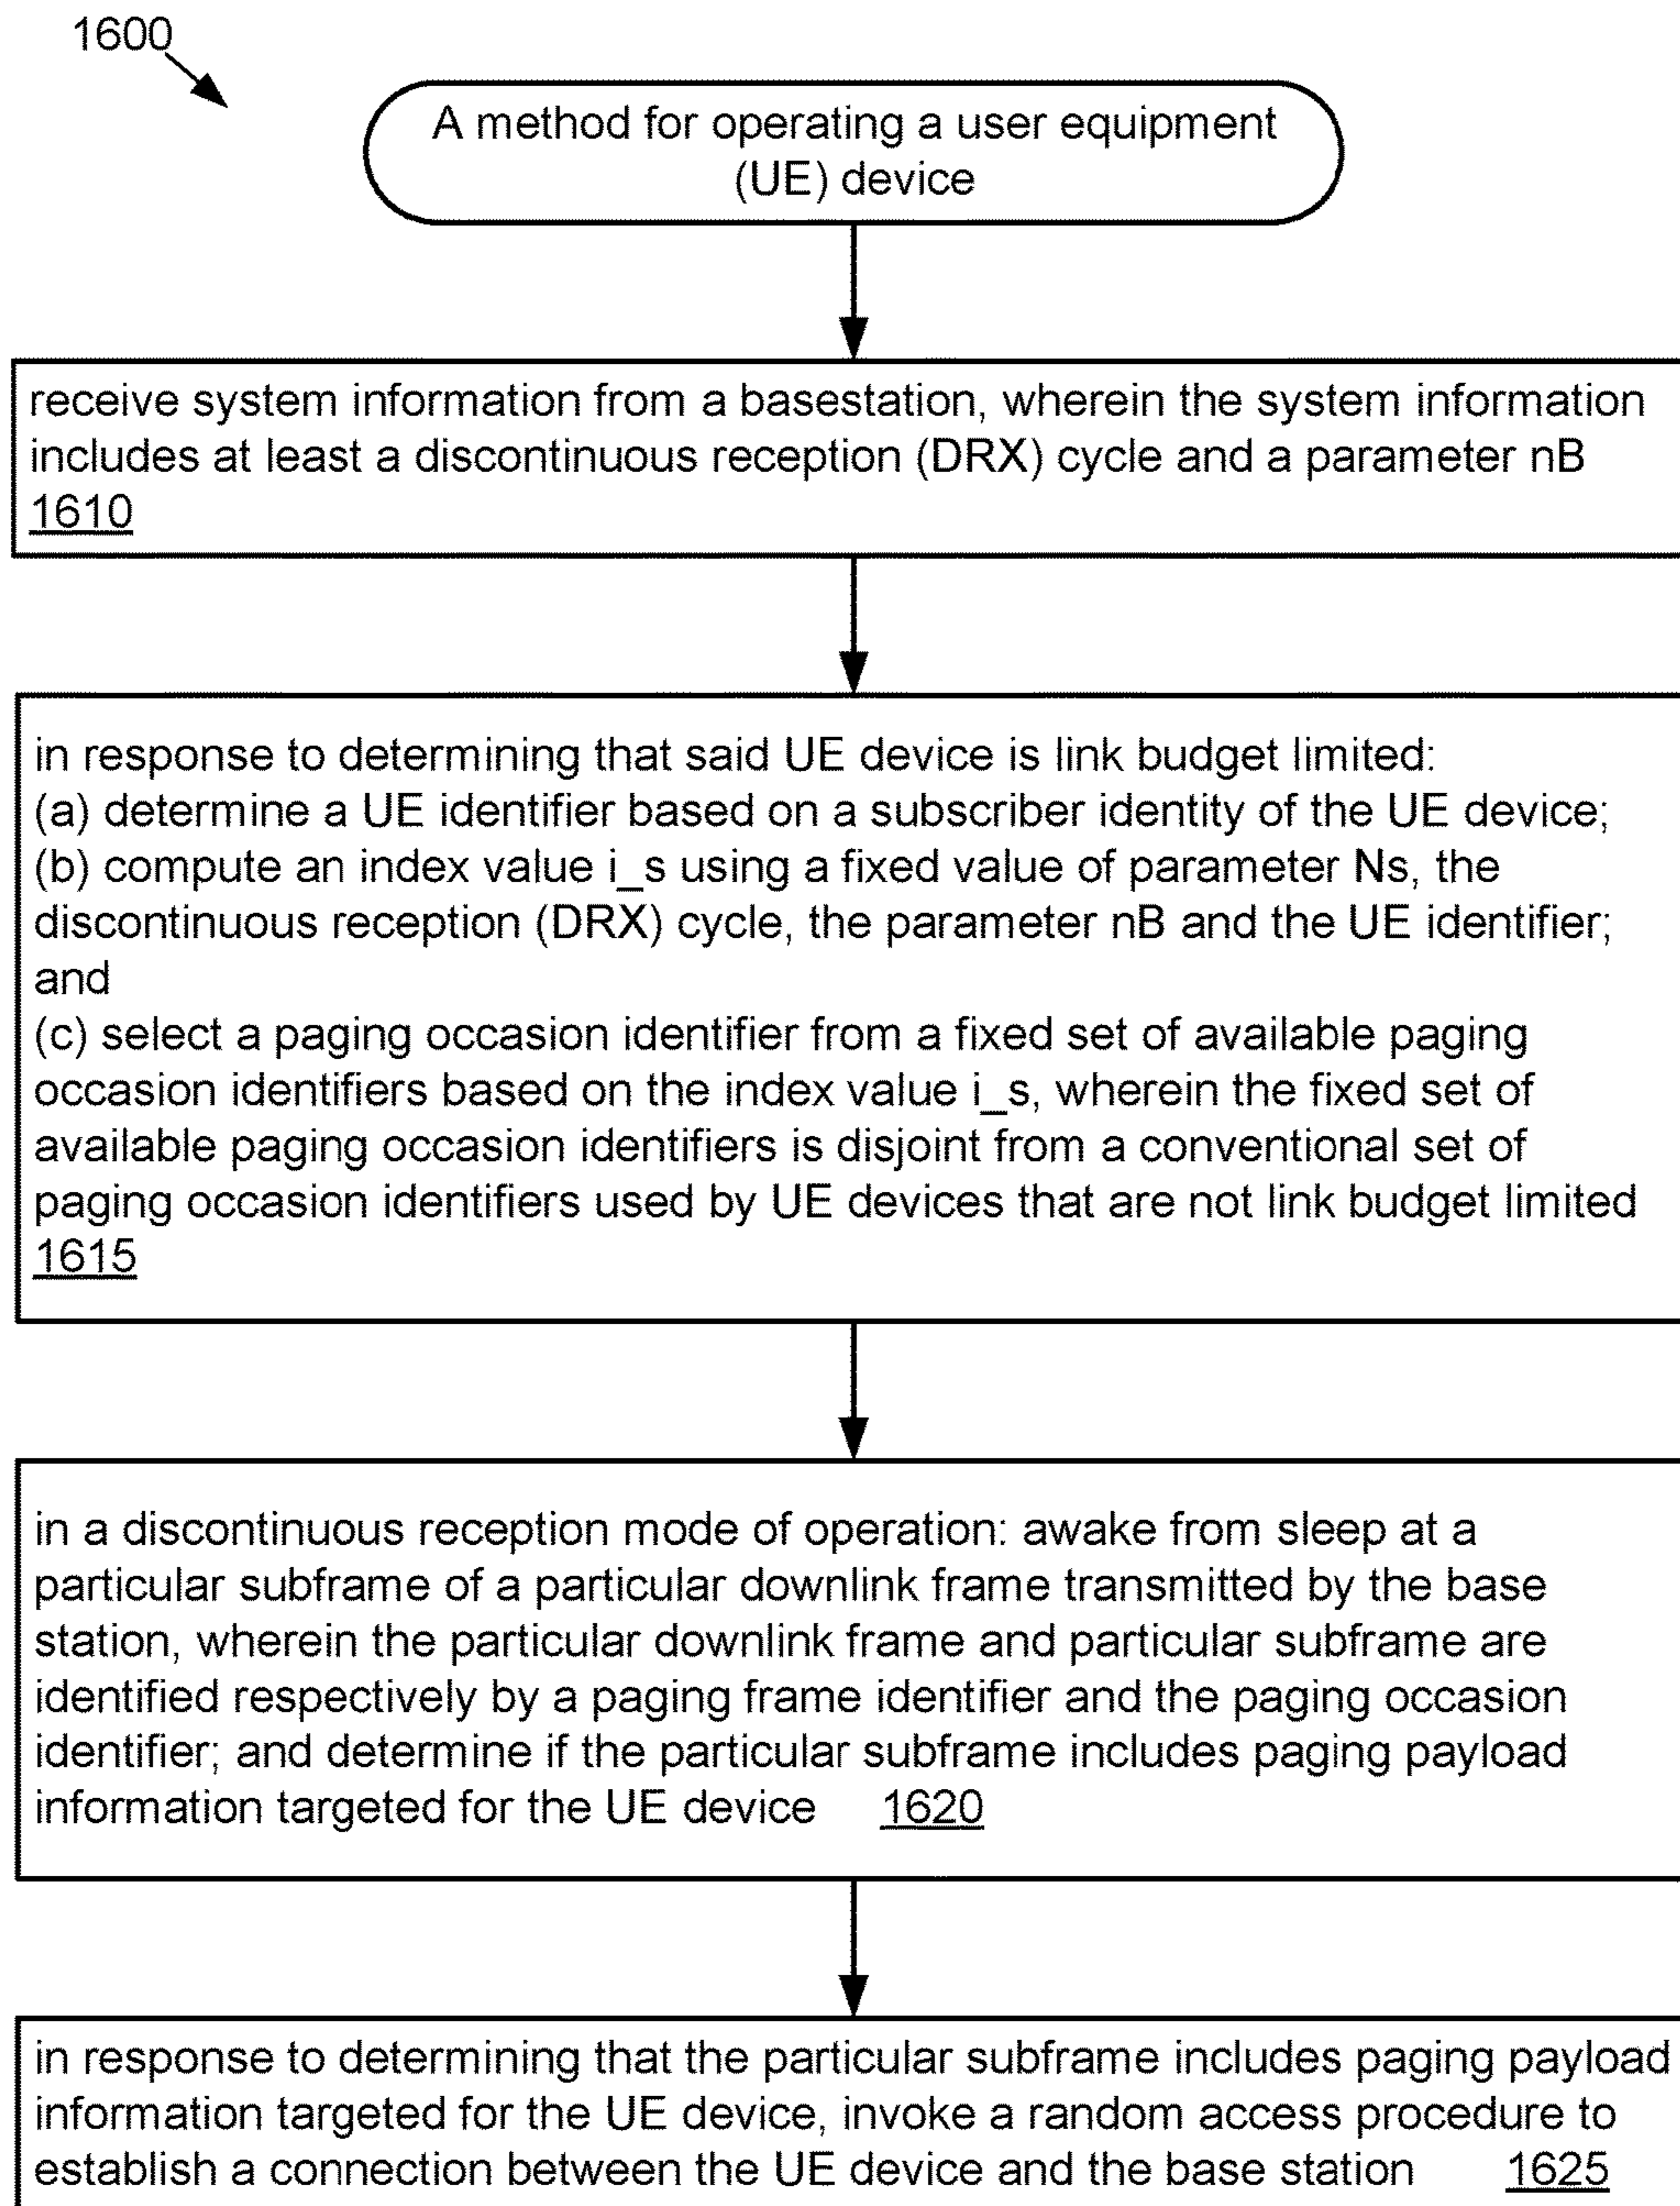 1600
A method for operating a user equipment
(UE) device
receive system information from a basestation, wherein the system information
includes at least a discontinuous reception (DRX) cycle and a parameter nB
1610
in response to determining that said UE device is link budget limited:
(a) determine a UE identifier based on a subscriber identity of the UE device;
(b) compute an index value i_s using a fixed value of parameter Ns, the
discontinuous reception (DRX) cycle, the parameter nB and the UE identifier;
and
(c) select a paging occasion identifier from a fixed set of available paging
occasion identifiers based on the index value i_s, wherein the fixed set of
available paging occasion identifiers is disjoint from a conventional set of
paging occasion identifiers used by UE devices that are not link budget limited
1615
in a discontinuous reception mode of operation: awake from sleep at a
particular subframe of a particular downlink frame transmitted by the base
station, wherein the particular downlink frame and particular subframe are
identified respectively by a paging frame identifier and the paging occasion
identifier; and determine if the particular subframe includes paging payload
information targeted for the UE device 1620
in response to determining that the particular subframe includes paging payload
information targeted for the UE device, invoke a random access procedure to
establish a connection between the UE device and the base station 1625